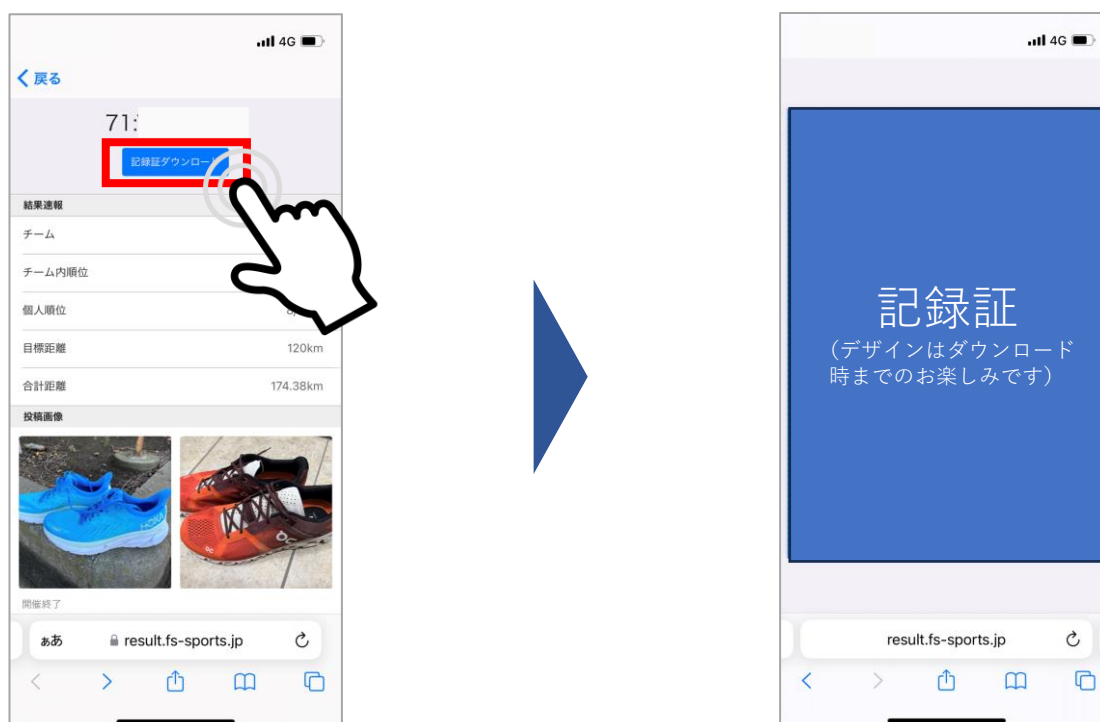 4G
戻る
71:
記録証ダウンロード
結果速報
チーム
チーム内順位
個人順位
目標距離 120km
合計距離 174.38km
投稿画像
HOKA
開催終了
ぁあ result.fs-sports.jp
4G
記録証
（デザインはダウンロード
時までのお楽しみです）
result.fs-sports.jp